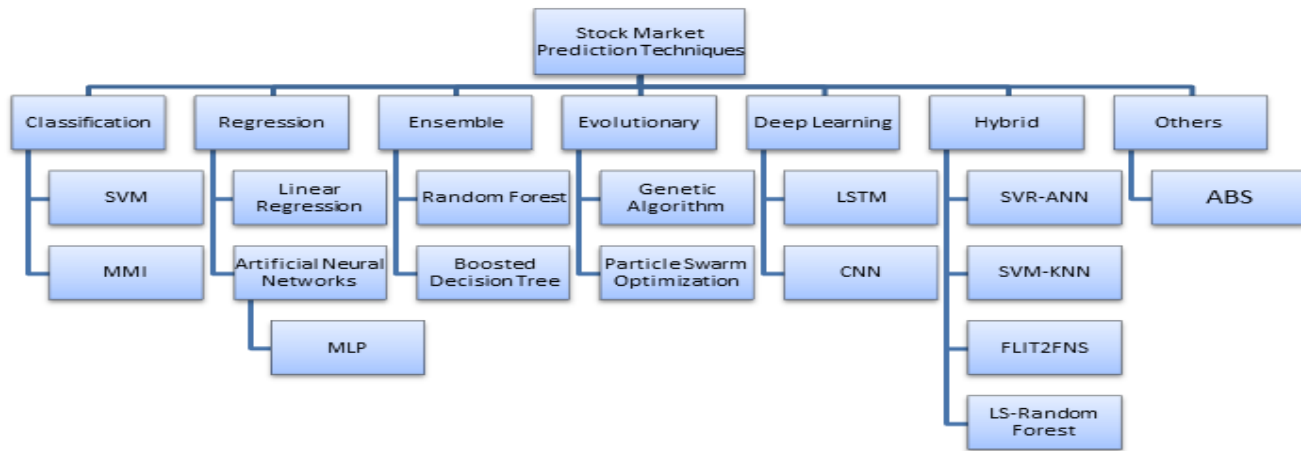 Stock Market
Prediction Techniques
Classification
Regression
Ensemble
Evolutionary
Deep Learning
Hybrid
Others
SVM
MMI
Linear
Regression
Artificial Neural
Networks
MLP
Random Forest
Boosted
Decision Tree
Genetic
Algorithm
Particle Swarm
Optimization
LSTM
CNN
SVR-ANN
SVM-KNN
FLIT2FNS
LS-Random
Forest
ABS